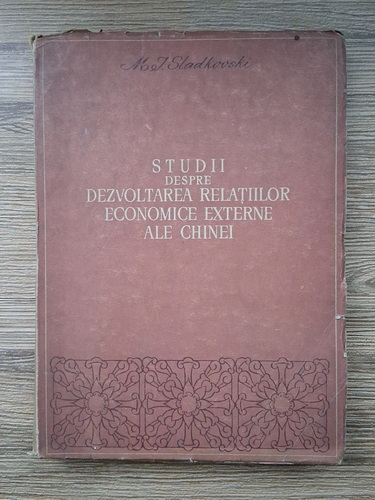 M. I. Sladkovski
STUDII
DESPRE
DEZVOLTAREA RELAȚIILOR
ECONOMICE EXTERNE
ALE CHINEI